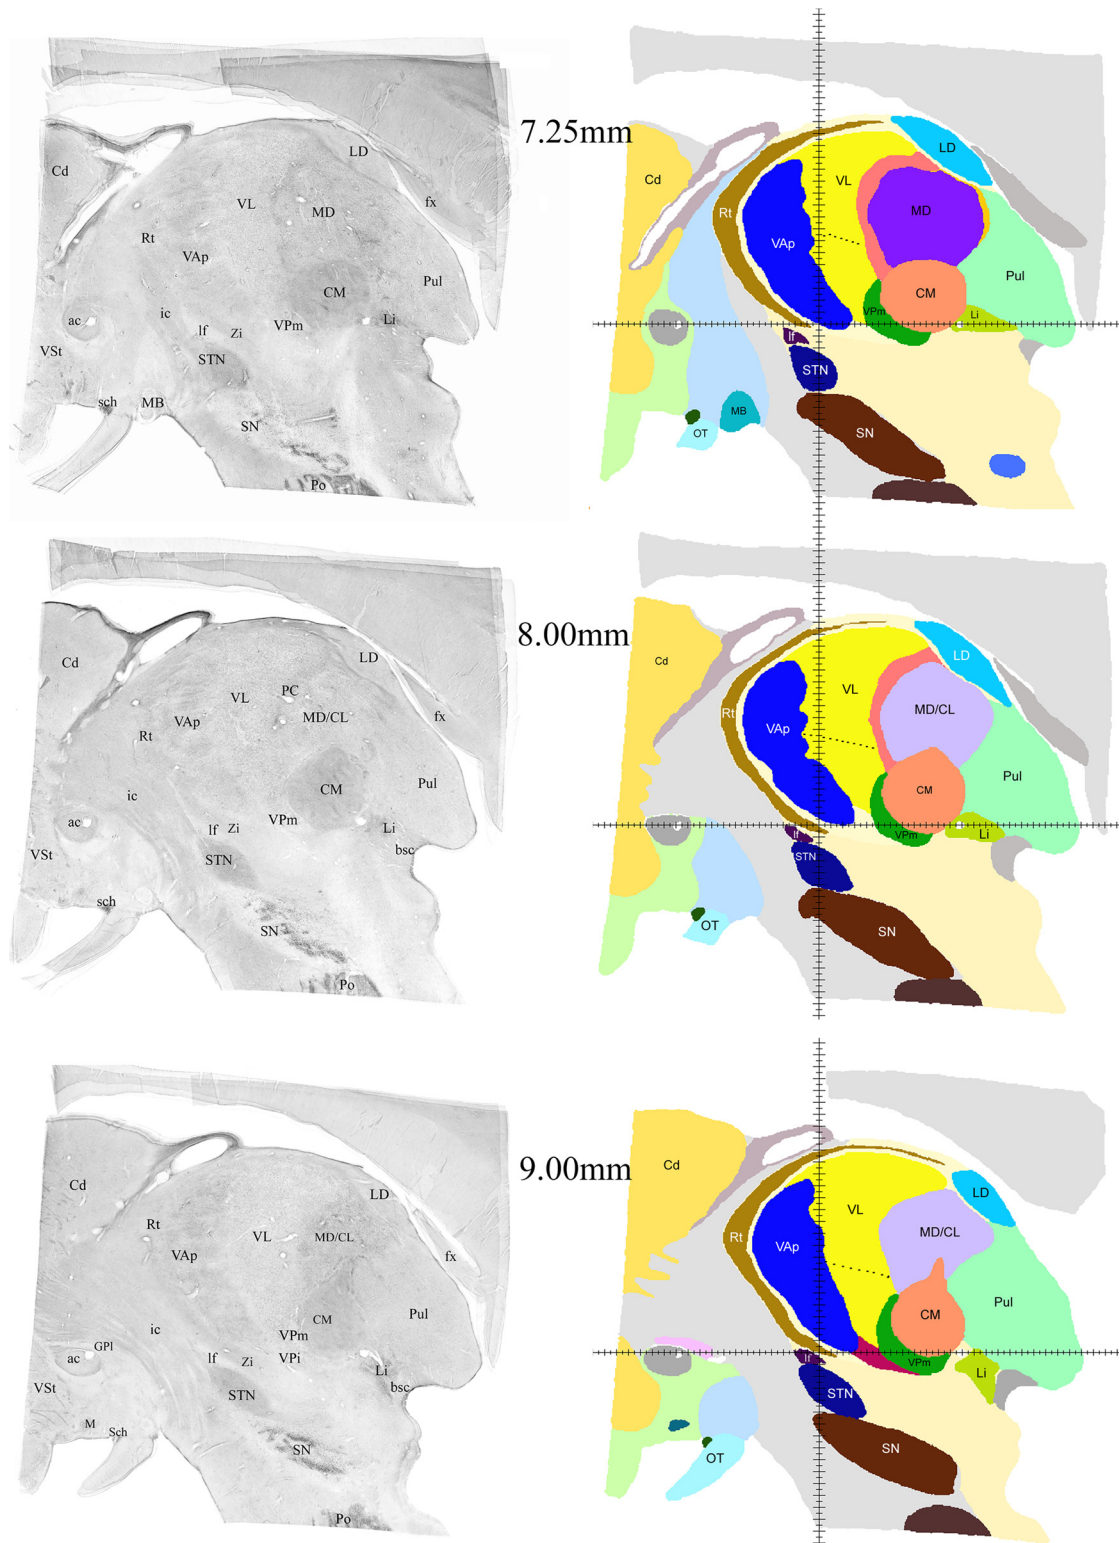 7.25mm
LD
Cd
VL
MD
fx
Rt
VAp
Pul
CM
ac
ic
lf
Zi
VPm
Li
VSt
STN
sch
MB
SN
Po
Cd
LD
VL
Rt
MD
VAp
CM
Pul
VPm
Li
lf
STN
MB
OT
SN
8.00mm
Cd
LD
VL
PC
VAp
MD/CL
fx
Rt
ic
CM
Pul
ac
lf
Zi
VPm
Li
VSt
STN
bsc
sch
SN
Po
Cd
LD
VL
Rt
MD/CL
VAp
Pul
CM
lf
VPm
Li
STN
OT
SN
9.00mm
Cd
LD
Rt
VL
MD/CL
VAp
fx
CM
Pul
ic
VPm
GPl
ac
lf
Zi
VPi
Li
VSt
STN
bsc
M
Sch
SN
Po
Cd
LD
VL
Rt
MD/CL
VAp
Pul
CM
lf
VPm
Li
STN
OT
SN